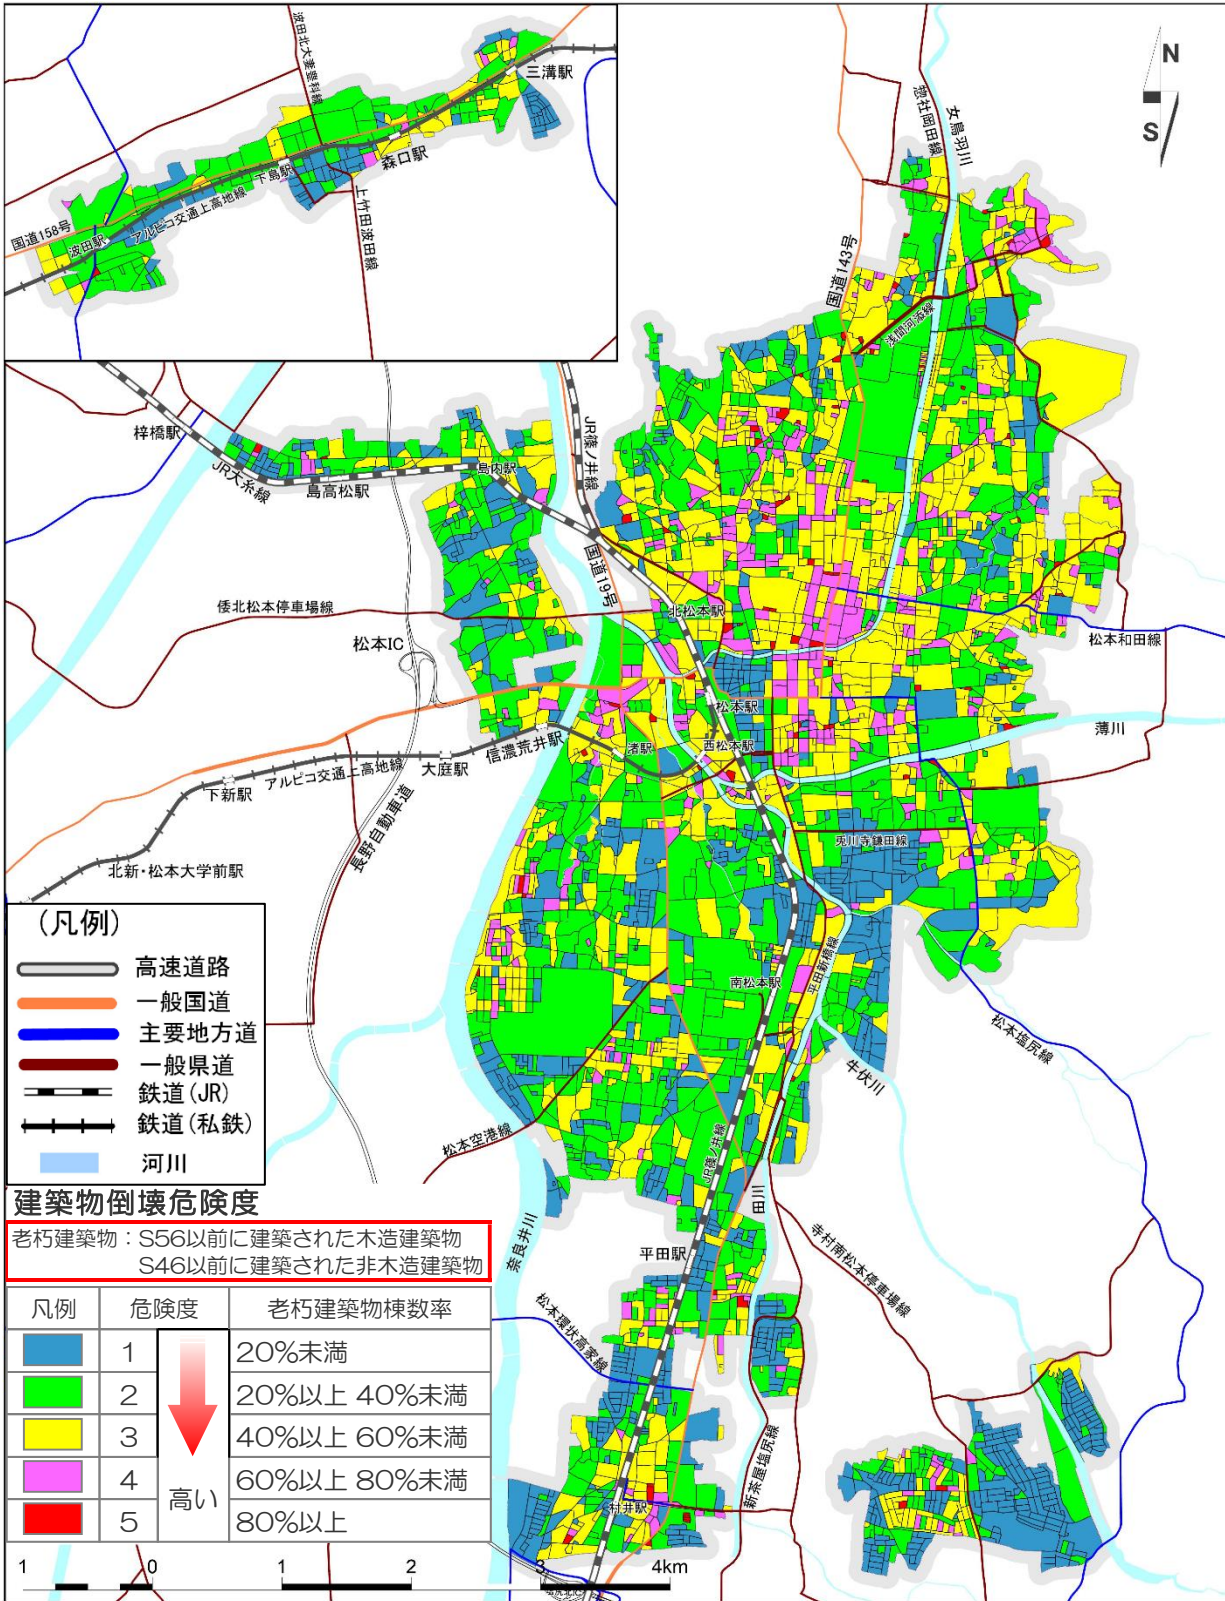 波田北大妻豊科線
三溝駅
森口駅
下島駅
アルピコ交通上高地線
国道158号
波田駅
上竹田波田線
惣社岡田線
女鳥羽川
N
S
国道143号
浅間河添線
梓橋駅
JR大糸線
島高松駅
島内駅
JR篠ノ井線
国道19号
倭北松本停車場線
北松本駅
松本IC
松本和田線
松本駅
薄川
信濃荒井駅
渚駅
西松本駅
大庭駅
アルピコ交通上高地線
下新駅
長野自動車道
兎川寺鎌田線
北新・松本大学前駅
平田新橋線
南松本駅
松本塩尻線
牛伏川
松本空港線
JR篠ノ井線
田川
奈良井川
寺村南松本停車場線
平田駅
松本環状高家線
新茶屋塩尻線
村井駅
(凡例)
高速道路
一般国道
主要地方道
一般県道
鉄道(JR)
鉄道(私鉄)
河川
建築物倒壊危険度
老朽建築物：S56以前に建築された木造建築物
S46以前に建築された非木造建築物
凡例 危険度 老朽建築物棟数率
1 20%未満
2 20%以上 40%未満
3 40%以上 60%未満
4 60%以上 80%未満
高い
5 80%以上
1 0 1 2 3 4km